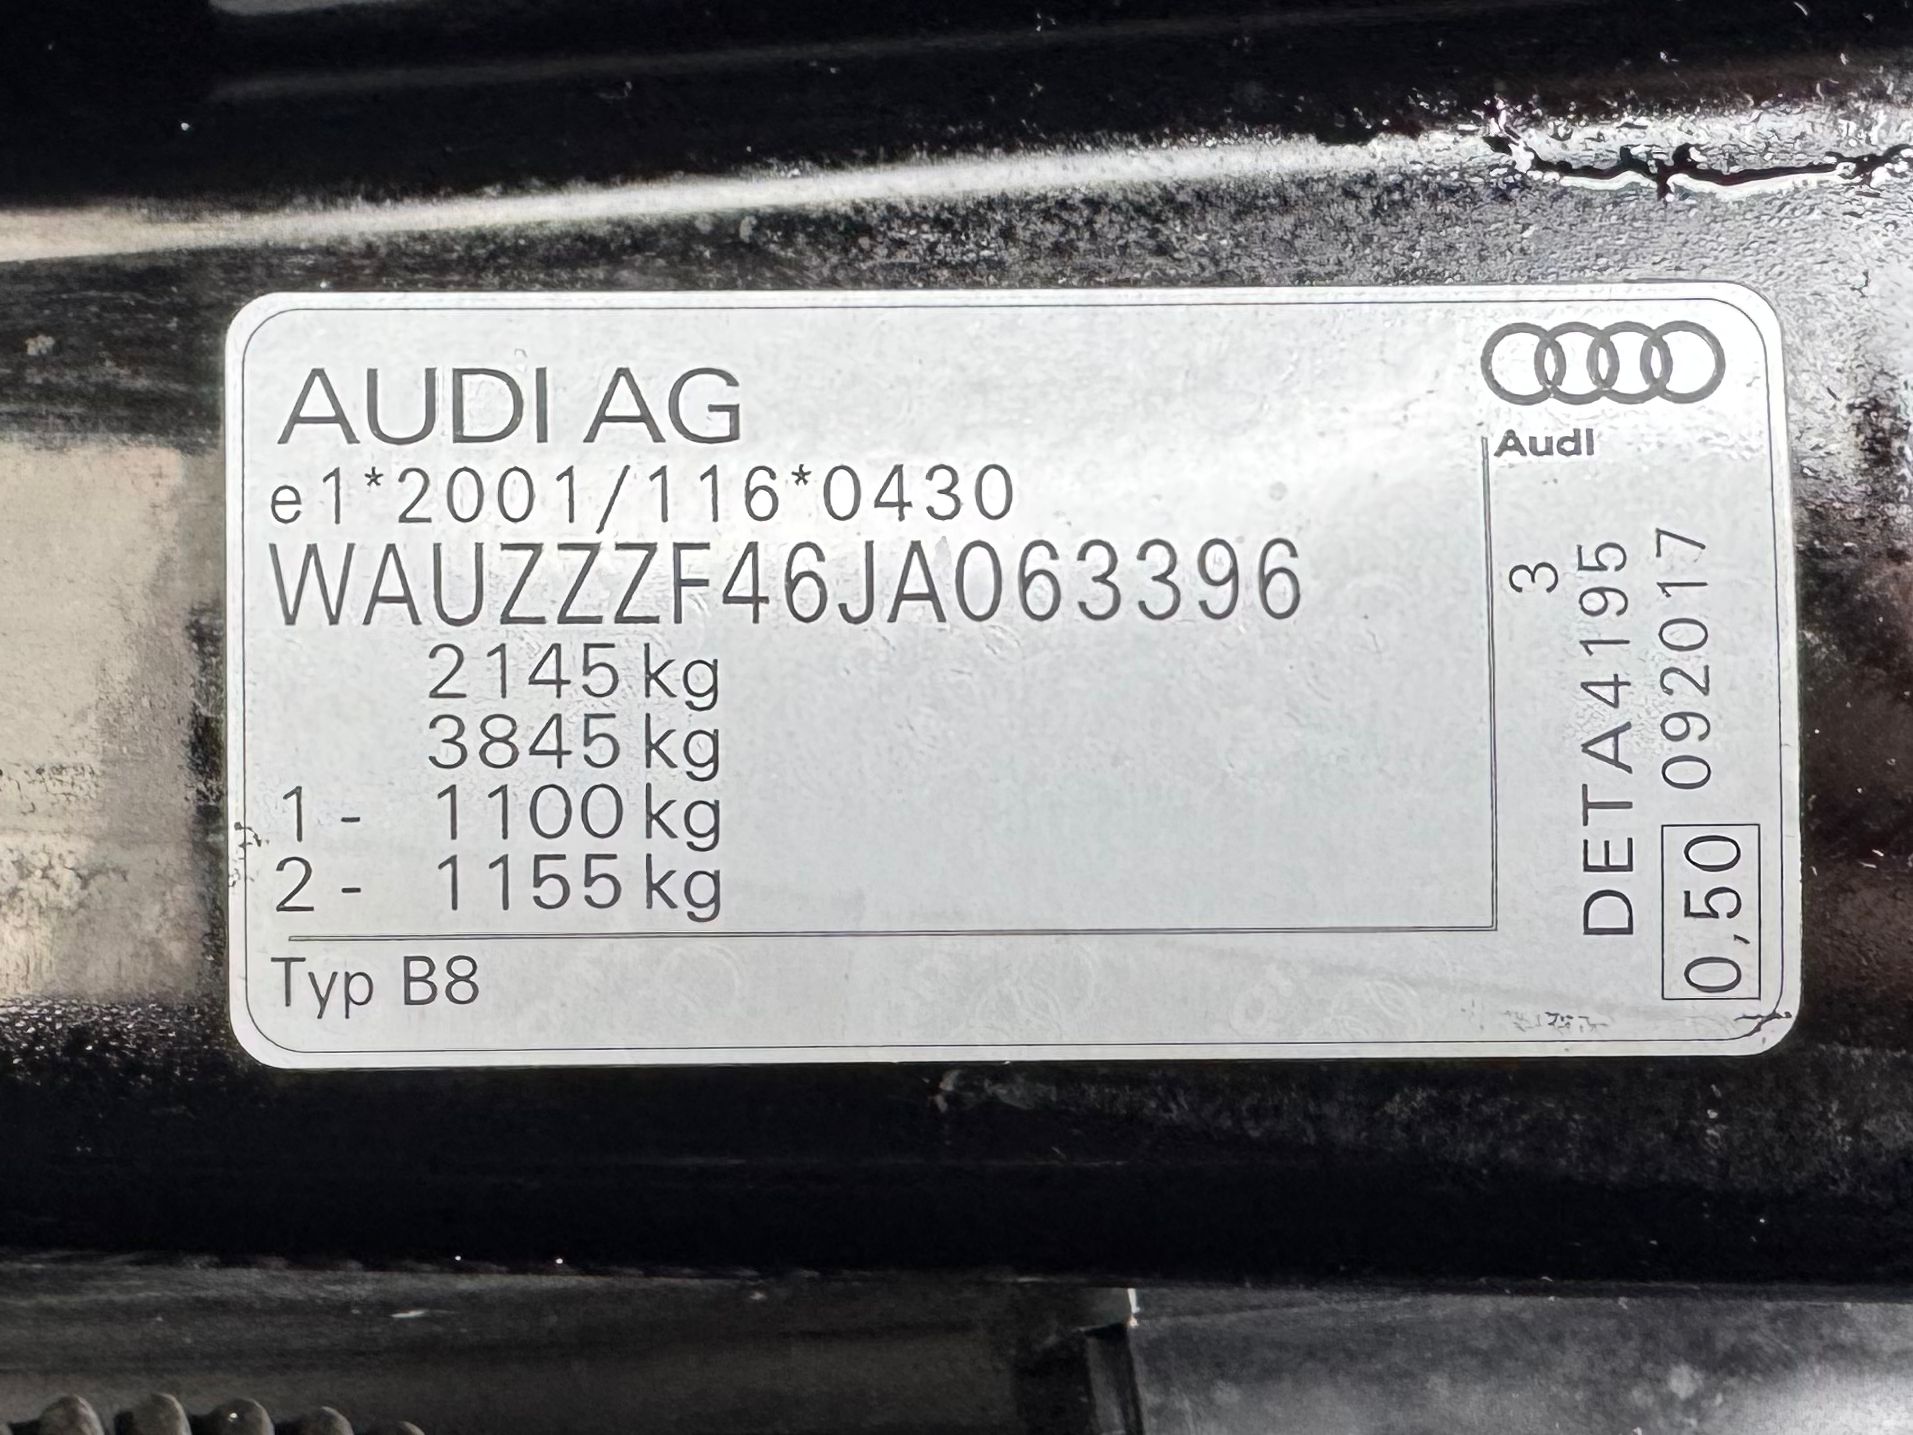 AUDI AG
e1*2001/116*0430
WAUZZZF46JA063396
2145 kg
3845 kg
1 - 1100 kg
2 - 1155 kg
Typ B8
Audi
3
DETA4195
0,50 092017